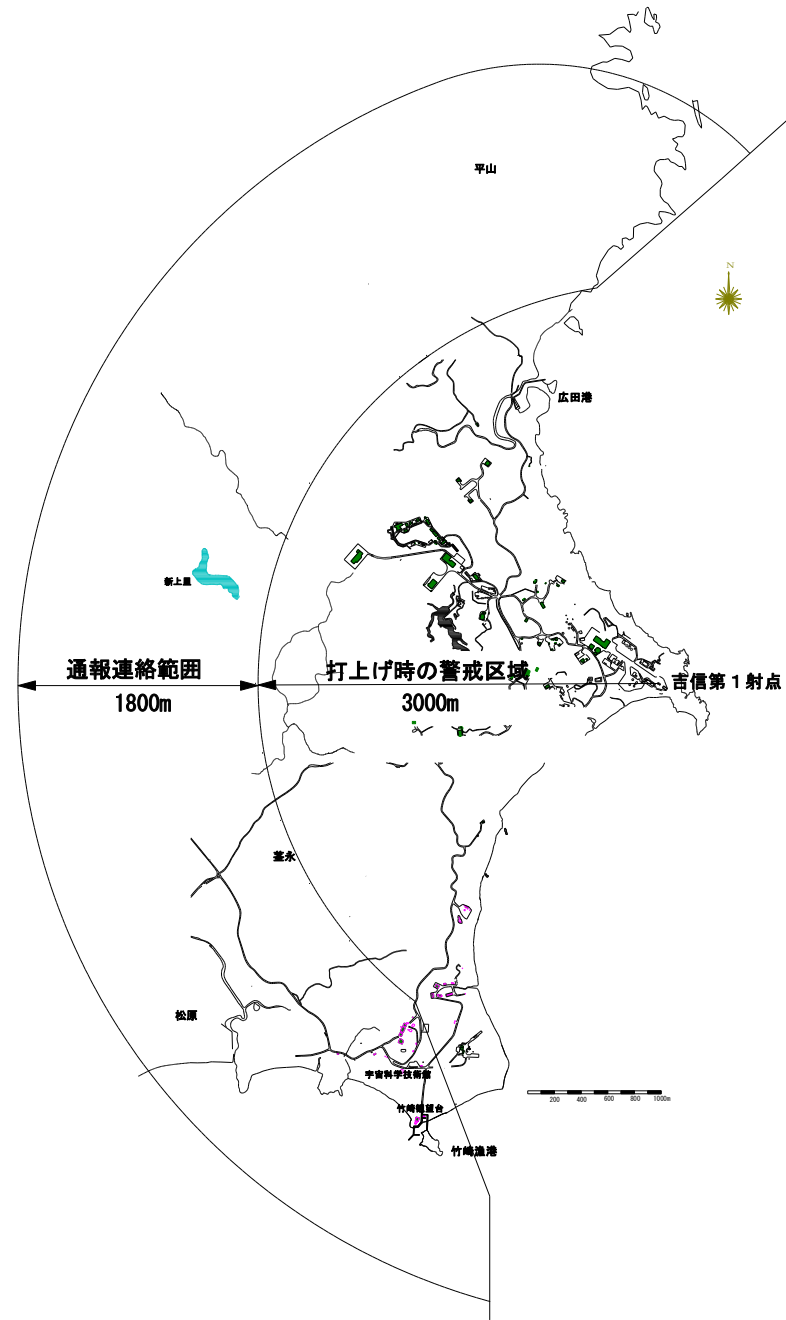 平山
N
広田港
新上里
通報連絡範囲
1800m
打上げ時の警戒区域
3000m
吉信第1射点
茎永
松原
宇宙科学技術館
竹崎展望台
竹崎漁港
200 400 600 800 1000m